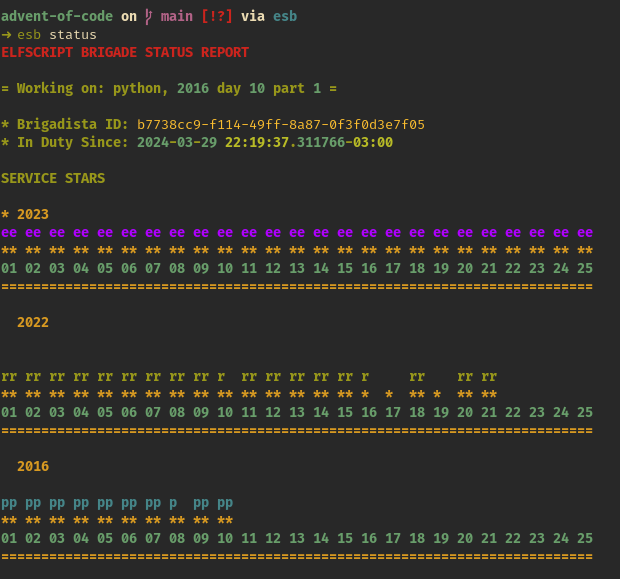 advent-of-code on main [!?] via esb
➜ esb status
ELFSCRIPT BRIGADE STATUS REPORT
= Working on: python, 2016 day 10 part 1 =
* Brigadista ID: b7738cc9-f114-49ff-8a87-0f3f0d3e7f05
* In Duty Since: 2024-03-29 22:19:37.311766-03:00
SERVICE STARS
* 2023
ee ee ee ee ee ee ee ee ee ee ee ee ee ee ee ee ee ee ee ee ee ee ee ee ee
** ** ** ** ** ** ** ** ** ** ** ** ** ** ** ** ** ** ** ** ** ** ** ** **
01 02 03 04 05 06 07 08 09 10 11 12 13 14 15 16 17 18 19 20 21 22 23 24 25
==========================================================================
  2022
rr rr rr rr rr rr rr rr rr r  rr rr rr rr rr r     rr    rr rr
** ** ** ** ** ** ** ** ** ** ** ** ** ** ** *  *  ** *  ** **
01 02 03 04 05 06 07 08 09 10 11 12 13 14 15 16 17 18 19 20 21 22 23 24 25
==========================================================================
  2016
pp pp pp pp pp pp pp p  pp pp
** ** ** ** ** ** ** ** ** **
01 02 03 04 05 06 07 08 09 10 11 12 13 14 15 16 17 18 19 20 21 22 23 24 25
==========================================================================